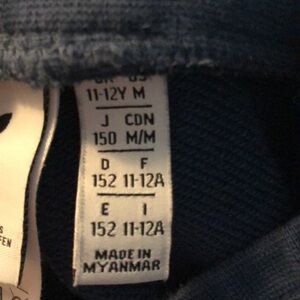 11-12Y M
J CDN
150 M/M
D F
152 11-12A
E I
152 11-12A
MADE IN
MYANMAR